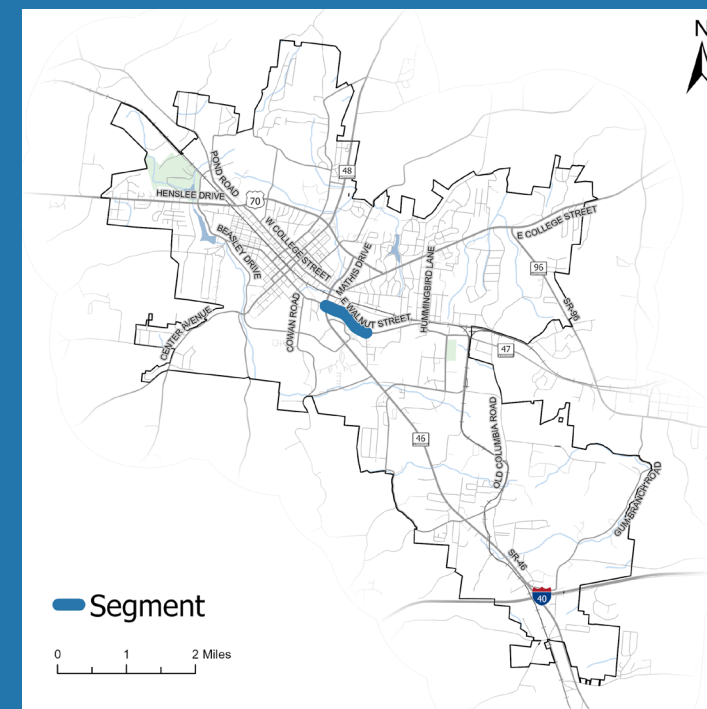 N
48
POND ROAD
HENSLEE DRIVE
70
W COLLEGE STREET
E COLLEGE STREET
BEASLEY DRIVE
MATHIS DRIVE
HUMMINGBIRD LANE
96
SR-96
COWAN ROAD
E WALNUT STREET
CENTER AVENUE
47
46
OLD COLUMBIA ROAD
GUM BRANCH ROAD
SR-46
40
Segment
0 1 2 Miles